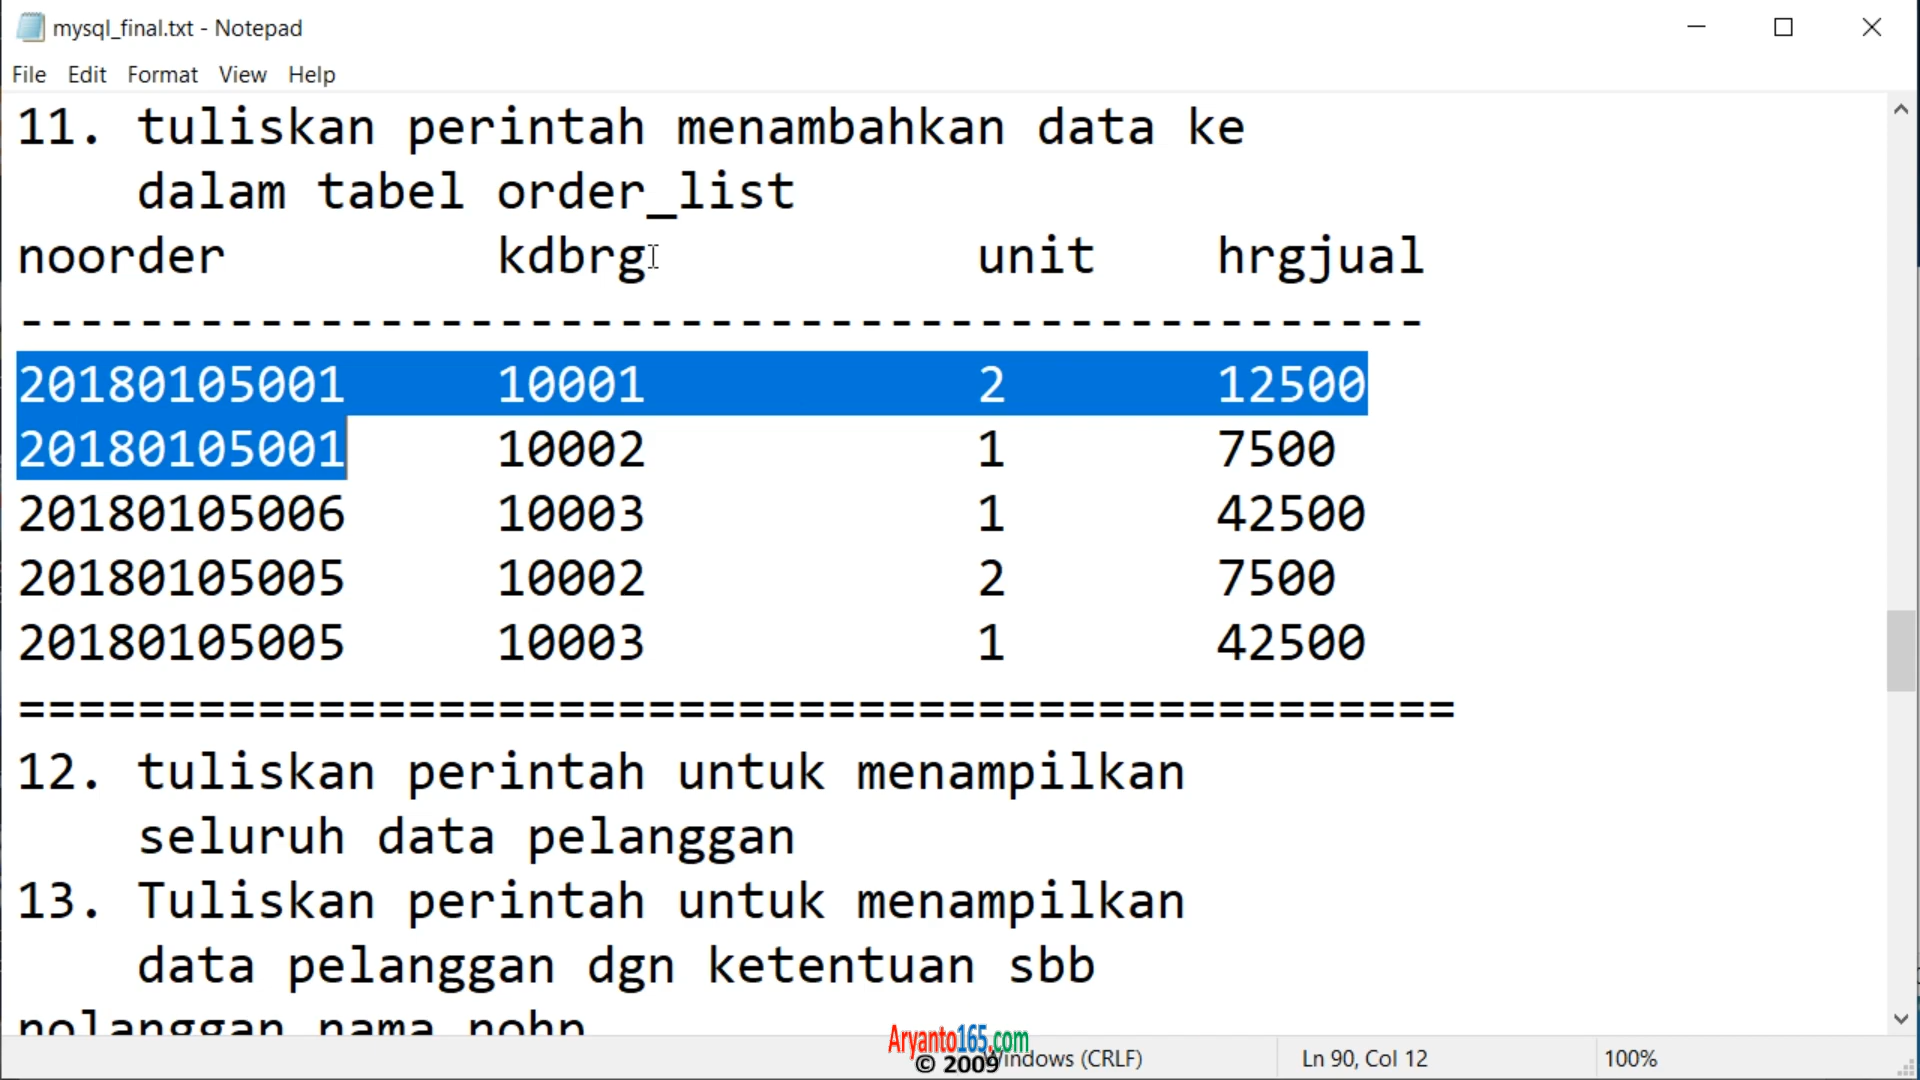 mysql_final.txt - Notepad
File Edit Format View Help
11. tuliskan perintah menambahkan data ke
dalam tabel order_list
noorder kdbrg unit hrgjual
-----------------------------------------------
20180105001 10001 2 12500
20180105001 10002 1 7500
20180105006 10003 1 42500
20180105005 10002 2 7500
20180105005 10003 1 42500
================================================
12. tuliskan perintah untuk menampilkan
seluruh data pelanggan
13. Tuliskan perintah untuk menampilkan
data pelanggan dgn ketentuan sbb
nolanggan nama nohp
Aryanto165.com
© 2009
Windows (CRLF) Ln 90, Col 12 100%